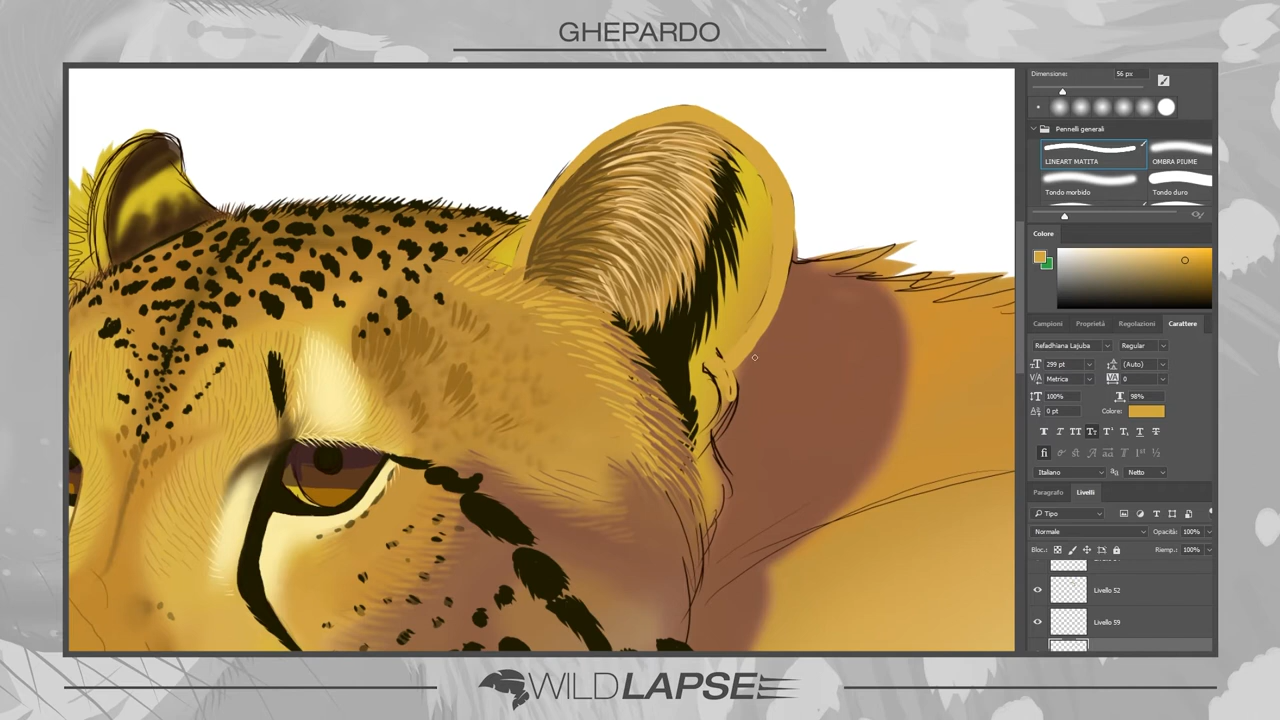 GHEPARDO
Dimensione: 56 px
Pennelli generali
LINEART MATITA OMBRA PIUME
Tondo morbido Tondo duro
Colore
Campioni Proprietà Regolazioni Carattere
Refadhiana Lajuba Regular
299 pt (Auto)
Metrica 0
100% 98%
0 pt Colore:
Italiano Netto
Paragrafo Livelli
Tipo
Normale Opacità: 100%
Bloc.: Riemp.: 100%
Livello 52
Livello 59
WILDLAPSE